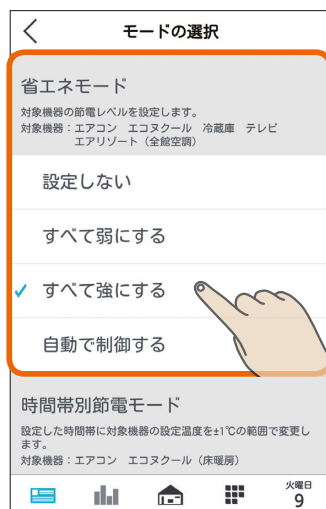 モードの選択
省エネモード
対象機器の節電レベルを設定します。
対象機器：エアコン エコヌクール 冷蔵庫 テレビ
エアリゾート（全館空調）
設定しない
すべて弱にする
すべて強にする
自動で制御する
時間帯別節電モード
設定した時間帯に対象機器の設定温度を±1℃の範囲で変更し
ます。
対象機器：エアコン エコヌクール（床暖房）
火曜日
9